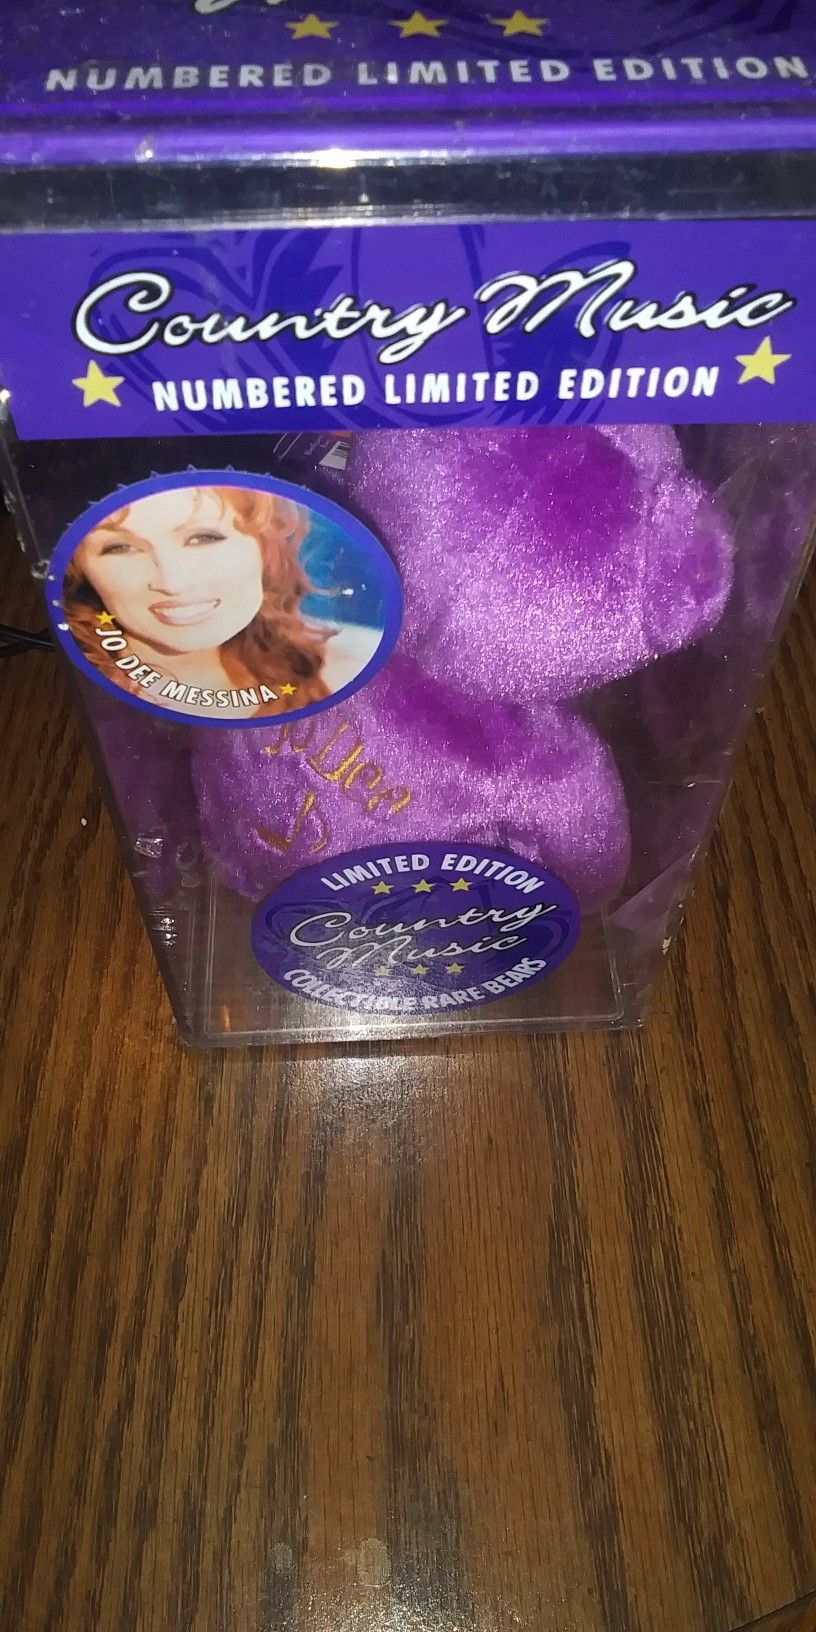 NUMBERED LIMITED EDITION
Country Music
NUMBERED LIMITED EDITION
JO DEE MESSINA
LIMITED EDITION
Country
Music
COLLECTIBLE RARE BEARS